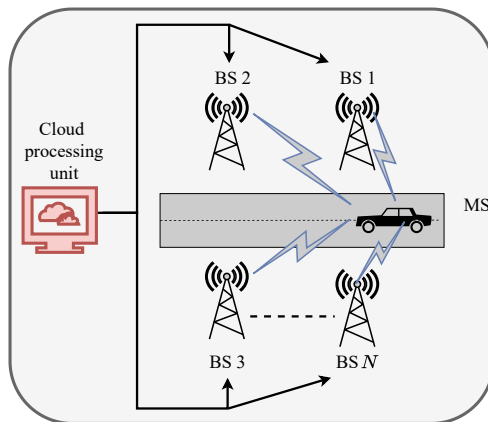 BS 2
BS 1
Cloud
processing
unit
MS
BS 3
BS N